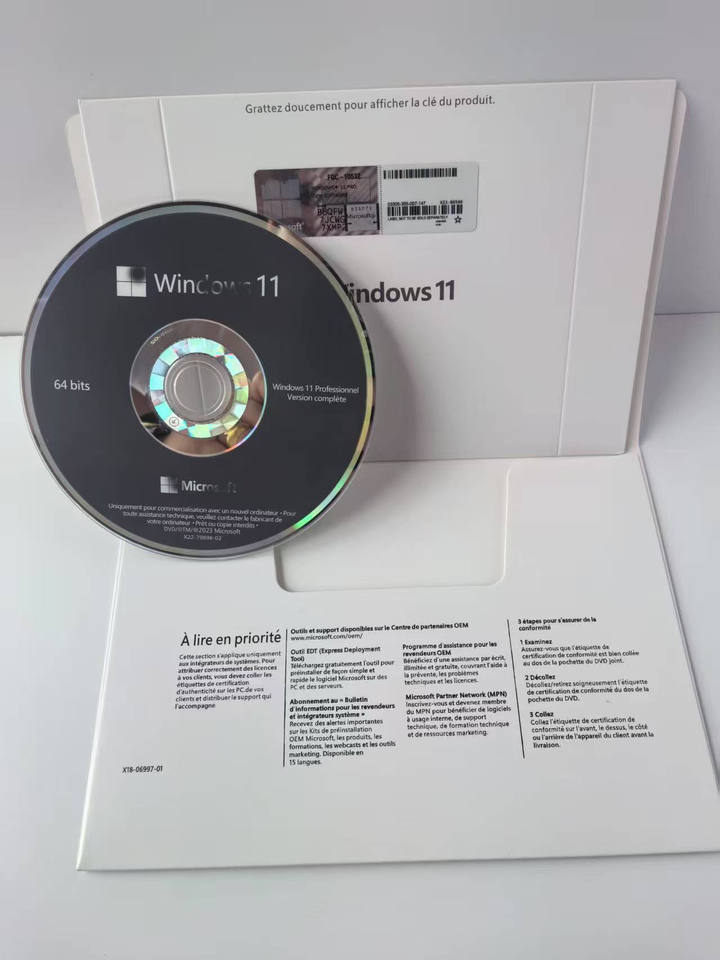 Grattez doucement pour afficher la clé du produit.
FQC-10532
WINDOWS® 11 PRO
Microsoft®
LABEL NOT TO BE SOLD SEPARATELY
Windows 11
indows 11
64 bits
Windows 11 Professionnel
Version complète
Microsoft
Uniquement pour commercialisation avec un nouvel ordinateur • Pour
toute assistance technique, veuillez contacter le fabricant de
votre ordinateur • Prêt ou copie interdits •
DVD/©TM/℗2023 Microsoft
X22-79896-02
À lire en priorité
Cette section s'applique uniquement
aux intégrateurs de systèmes. Pour
attribuer correctement des licences
à vos clients, vous devez coller les
étiquettes de certification
d'authenticité sur les PC.de vos
clients et distribuer le support qui
l'accompagne
X18-06997-01
Outils et support disponibles sur le Centre de partenaires OEM
www.microsoft.com/oem/
Outil EDT (Express Deployment
Tool)
Téléchargez gratuitement l'outil pour
préinstaller de façon simple et
rapide le logiciel Microsoft sur des
PC et des serveurs.
Abonnement au « Bulletin
d'informations pour les revendeurs
et intégrateurs système »
Recevez des alertes importantes
sur les Kits de préinstallation
OEM Microsoft, les produits, les
formations, les webcasts et les outils
marketing. Disponible en
15 langues.
Programme d'assistance pour les
revendeurs OEM
Bénéficiez d'une assistance par écrit,
illimitée et gratuite, couvrant l'aide à
la prévente, les problèmes
techniques et les licences.
Microsoft Partner Network (MPN)
Inscrivez-vous et devenez membre
du MPN pour bénéficier de logiciels
à usage interne, de support
technique, de formation technique
et de ressources marketing.
3 étapes pour s'assurer de la
conformité
1 Examinez
Assurez-vous que l'étiquette de
certification de conformité est bien collée
au dos de la pochette du DVD joint.
2 Décollez
Décollez/retirez soigneusement l'étiquette
de certification de conformité du dos de la
pochette du DVD.
3 Collez
Collez l'étiquette de certification de
conformité sur l'avant, le dessus, le côté
ou l'arrière de l'appareil du client avant la
livraison.